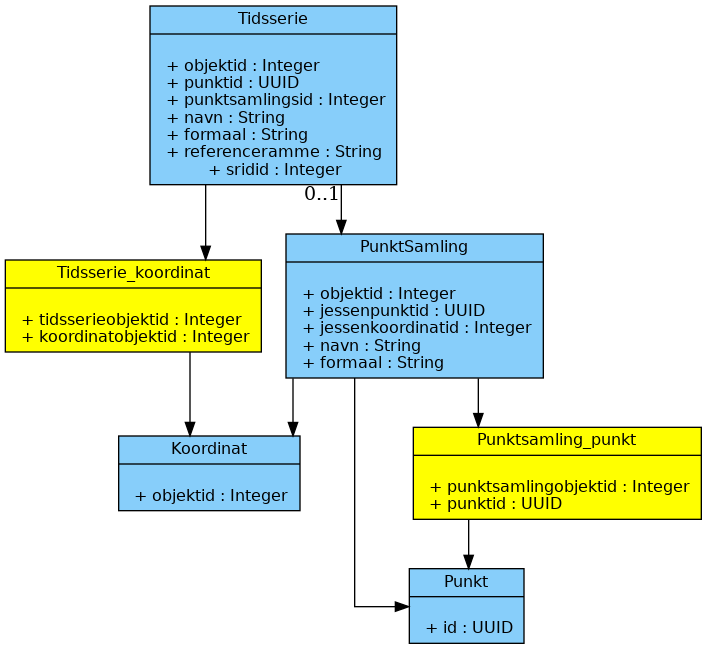 Tidsserie
+ objektid : Integer
+ punktid : UUID
+ punktsamlingsid : Integer
+ navn : String
+ formaal : String
+ referenceramme : String
+ sridid : Integer
0..1
PunktSamling
+ objektid : Integer
+ jessenpunktid : UUID
+ jessenkoordinatid : Integer
+ navn : String
+ formaal : String
Tidsserie_koordinat
+ tidsserieobjektid : Integer
+ koordinatobjektid : Integer
Koordinat
+ objektid : Integer
Punktsamling_punkt
+ punktsamlingobjektid : Integer
+ punktid : UUID
Punkt
+ id : UUID